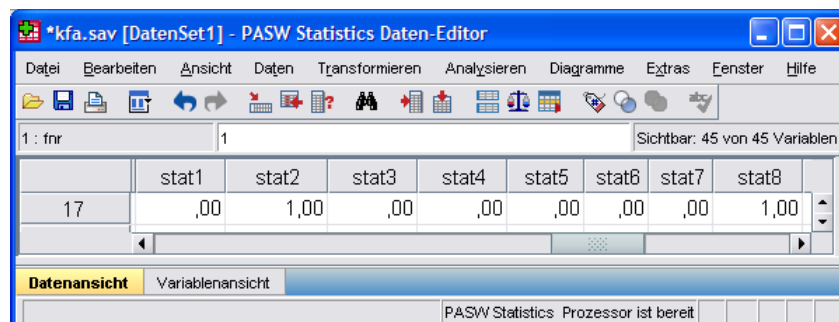 *kfa.sav [DatenSet1] - PASW Statistics Daten-Editor
Datei Bearbeiten Ansicht Daten Transformieren Analysieren Diagramme Extras Fenster Hilfe
1 : fnr 1 Sichtbar: 45 von 45 Variablen
stat1 stat2 stat3 stat4 stat5 stat6 stat7 stat8
17 ,00 1,00 ,00 ,00 ,00 ,00 ,00 1,00
Datenansicht Variablenansicht
PASW Statistics Prozessor ist bereit